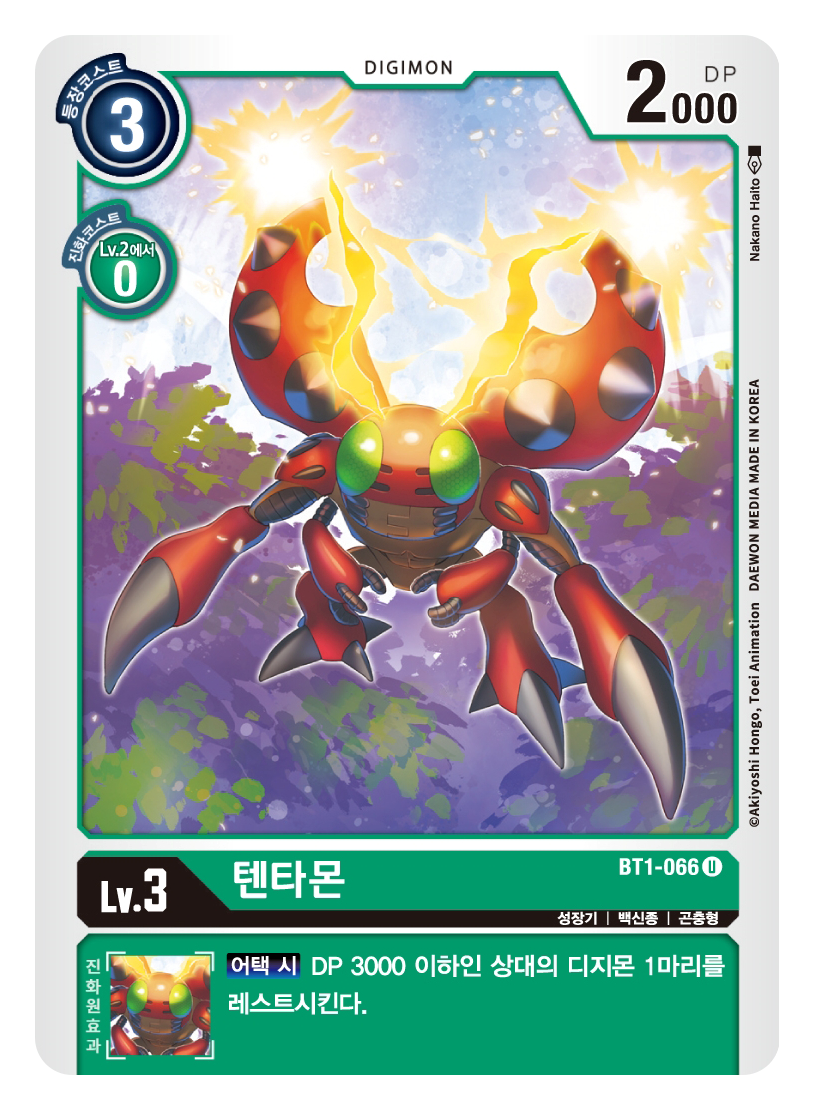 DIGIMON
등장코스트
3
DP
2000
진화코스트
Lv.2에서
0
Nakano Haito
©Akiyoshi Hongo, Toei Animation DAEWON MEDIA MADE IN KOREA
Lv.3
텐타몬
BT1-066 U
성장기 | 백신종 | 곤충형
진화원효과
어택 시 DP 3000 이하인 상대의 디지몬 1마리를
레스트시킨다.